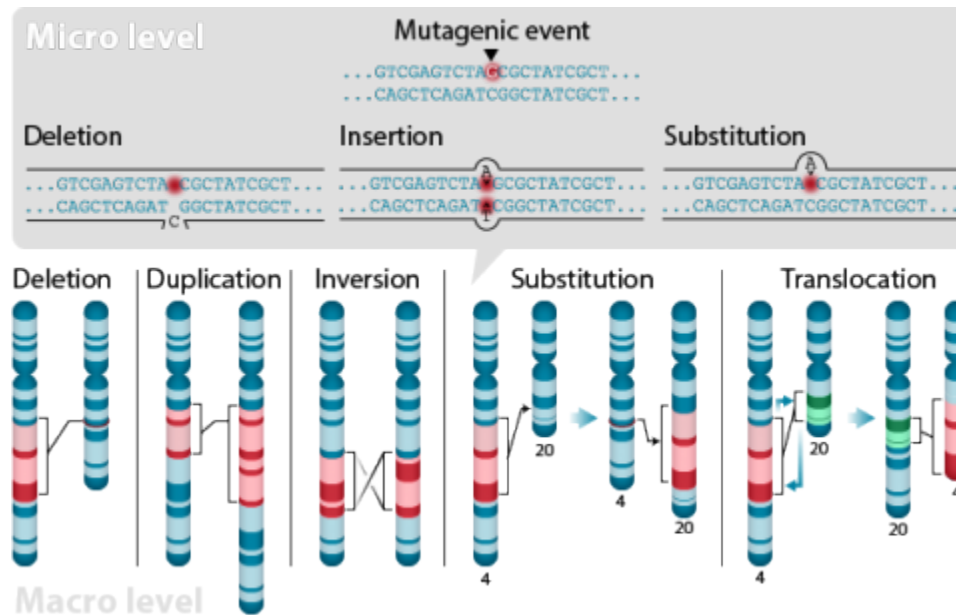 Micro level
Mutagenic event
...GTCGAGTCTAGCGCTATCGCT...
...CAGCTCAGATCGGCTATCGCT...
Deletion
Insertion
Substitution
A
A
...GTCGAGTCTA CGCTATCGCT...
...GTCGAGTCTA GCGCTATCGCT...
...GTCGAGTCTA CGCTATCGCT...
...CAGCTCAGAT GGCTATCGCT...
...CAGCTCAGAT CGGCTATCGCT...
...CAGCTCAGATCGGCTATCGCT...
C
T
Deletion
Duplication
Inversion
Substitution
Translocation
20
20
4
20
4
20
4
4
Macro level